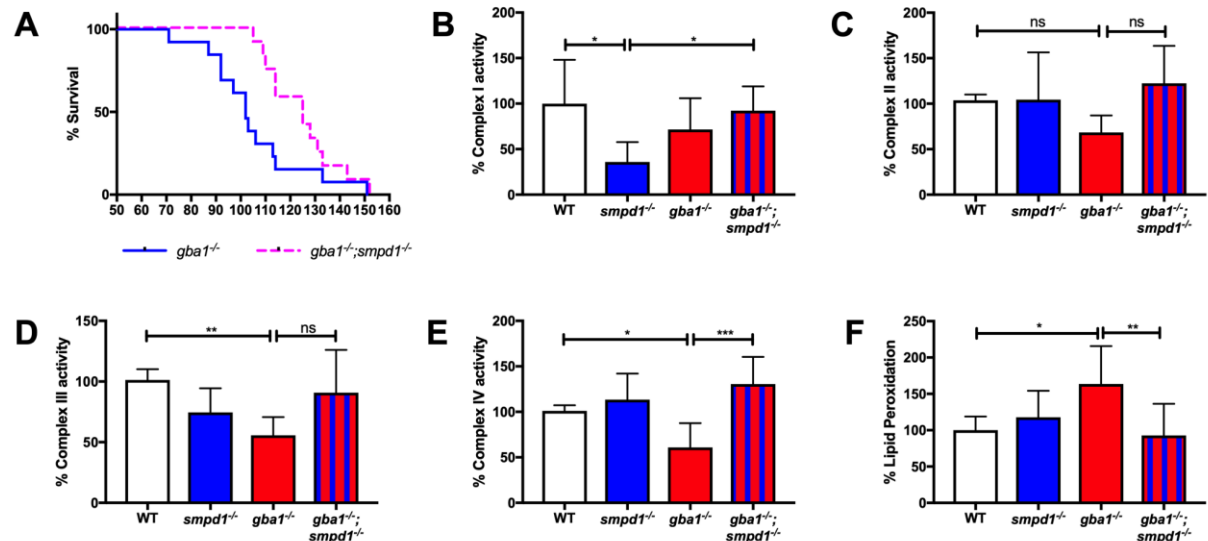 A
% Survival
100
50
0
50 60 70 80 90 100 110 120 130 140 150 160
gba1-/-
gba1-/-;smpd1-/-
B
% Complex I activity
200
150
100
50
0
*
*
WT
smpd1-/-
gba1-/-
gba1-/-;
smpd1-/-
C
% Complex II activity
200
150
100
50
0
ns
ns
WT
smpd1-/-
gba1-/-
gba1-/-;
smpd1-/-
D
% Complex III activity
150
100
50
0
**
ns
WT
smpd1-/-
gba1-/-
gba1-/-;
smpd1-/-
E
% Complex IV activity
200
150
100
50
0
*
***
WT
smpd1-/-
gba1-/-
gba1-/-;
smpd1-/-
F
% Lipid Peroxidation
250
200
150
100
50
0
*
**
WT
smpd1-/-
gba1-/-
gba1-/-;
smpd1-/-